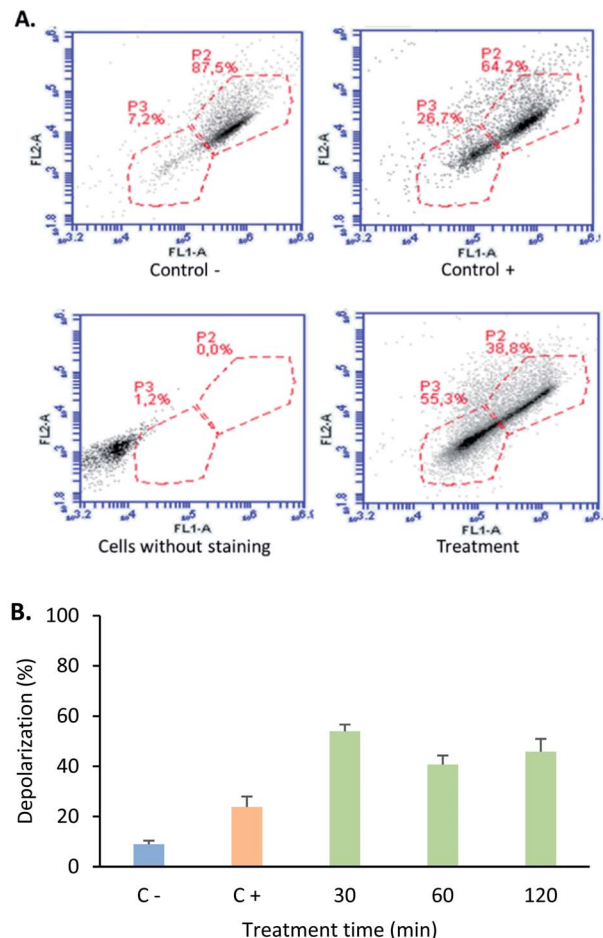 A.
P2
87,5%
P3
7,2%
FL2-A
FL1-A
Control -
P2
64,2%
P3
26,7%
FL2-A
FL1-A
Control +
P2
0,0%
P3
1,2%
FL2-A
FL1-A
Cells without staining
P2
38,8%
P3
55,3%
FL2-A
FL1-A
Treatment
B.
Depolarization (%)
100
80
60
40
20
0
C - C + 30 60 120
Treatment time (min)